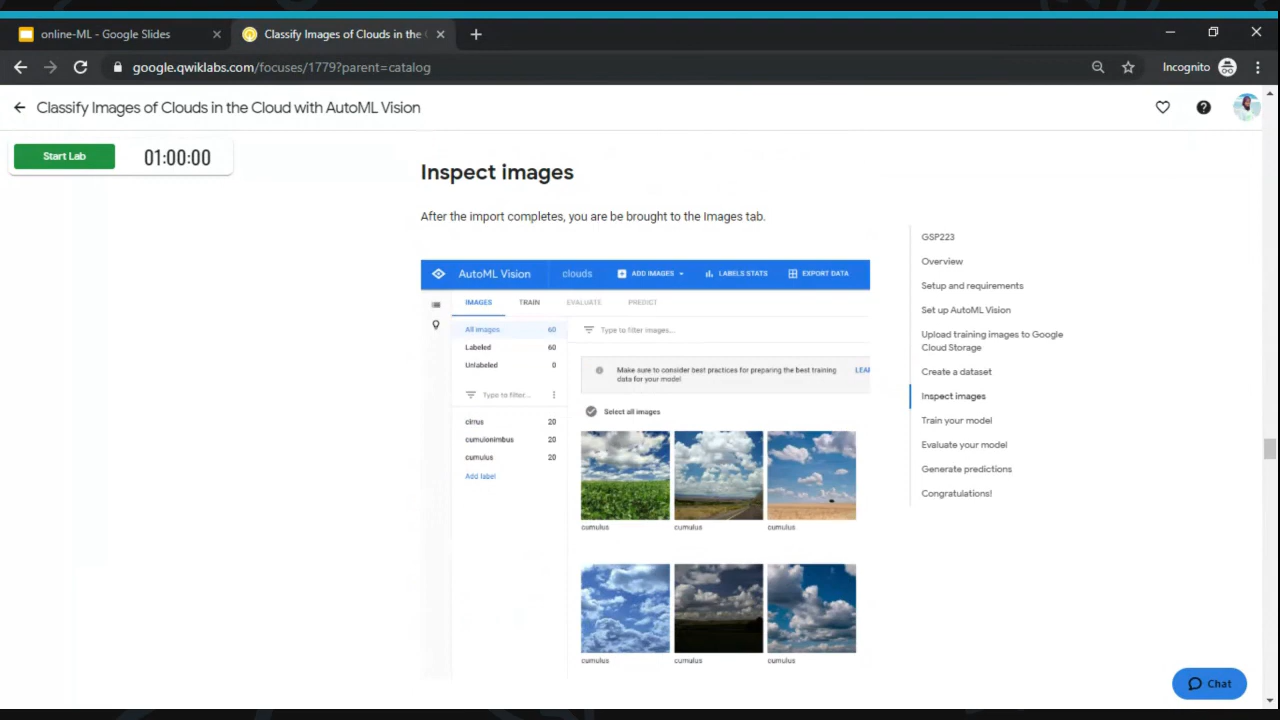 online-ML - Google Slides
Classify Images of Clouds in the
google.qwiklabs.com/focuses/1779?parent=catalog
Incognito
Classify Images of Clouds in the Cloud with AutoML Vision
Start Lab
01:00:00
Inspect images
After the import completes, you are be brought to the Images tab.
AutoML Vision
clouds
ADD IMAGES
LABELS STATS
EXPORT DATA
IMAGES
TRAIN
EVALUATE
PREDICT
All images 60
Labeled 60
Unlabeled 0
Type to filter...
cirrus 20
cumulonimbus 20
cumulus 20
Add label
Type to filter images...
Make sure to consider best practices for preparing the best training
data for your model
LEA
Select all images
cumulus cumulus cumulus
cumulus cumulus cumulus
GSP223
Overview
Setup and requirements
Set up AutoML Vision
Upload training images to Google
Cloud Storage
Create a dataset
Inspect images
Train your model
Evaluate your model
Generate predictions
Congratulations!
Chat